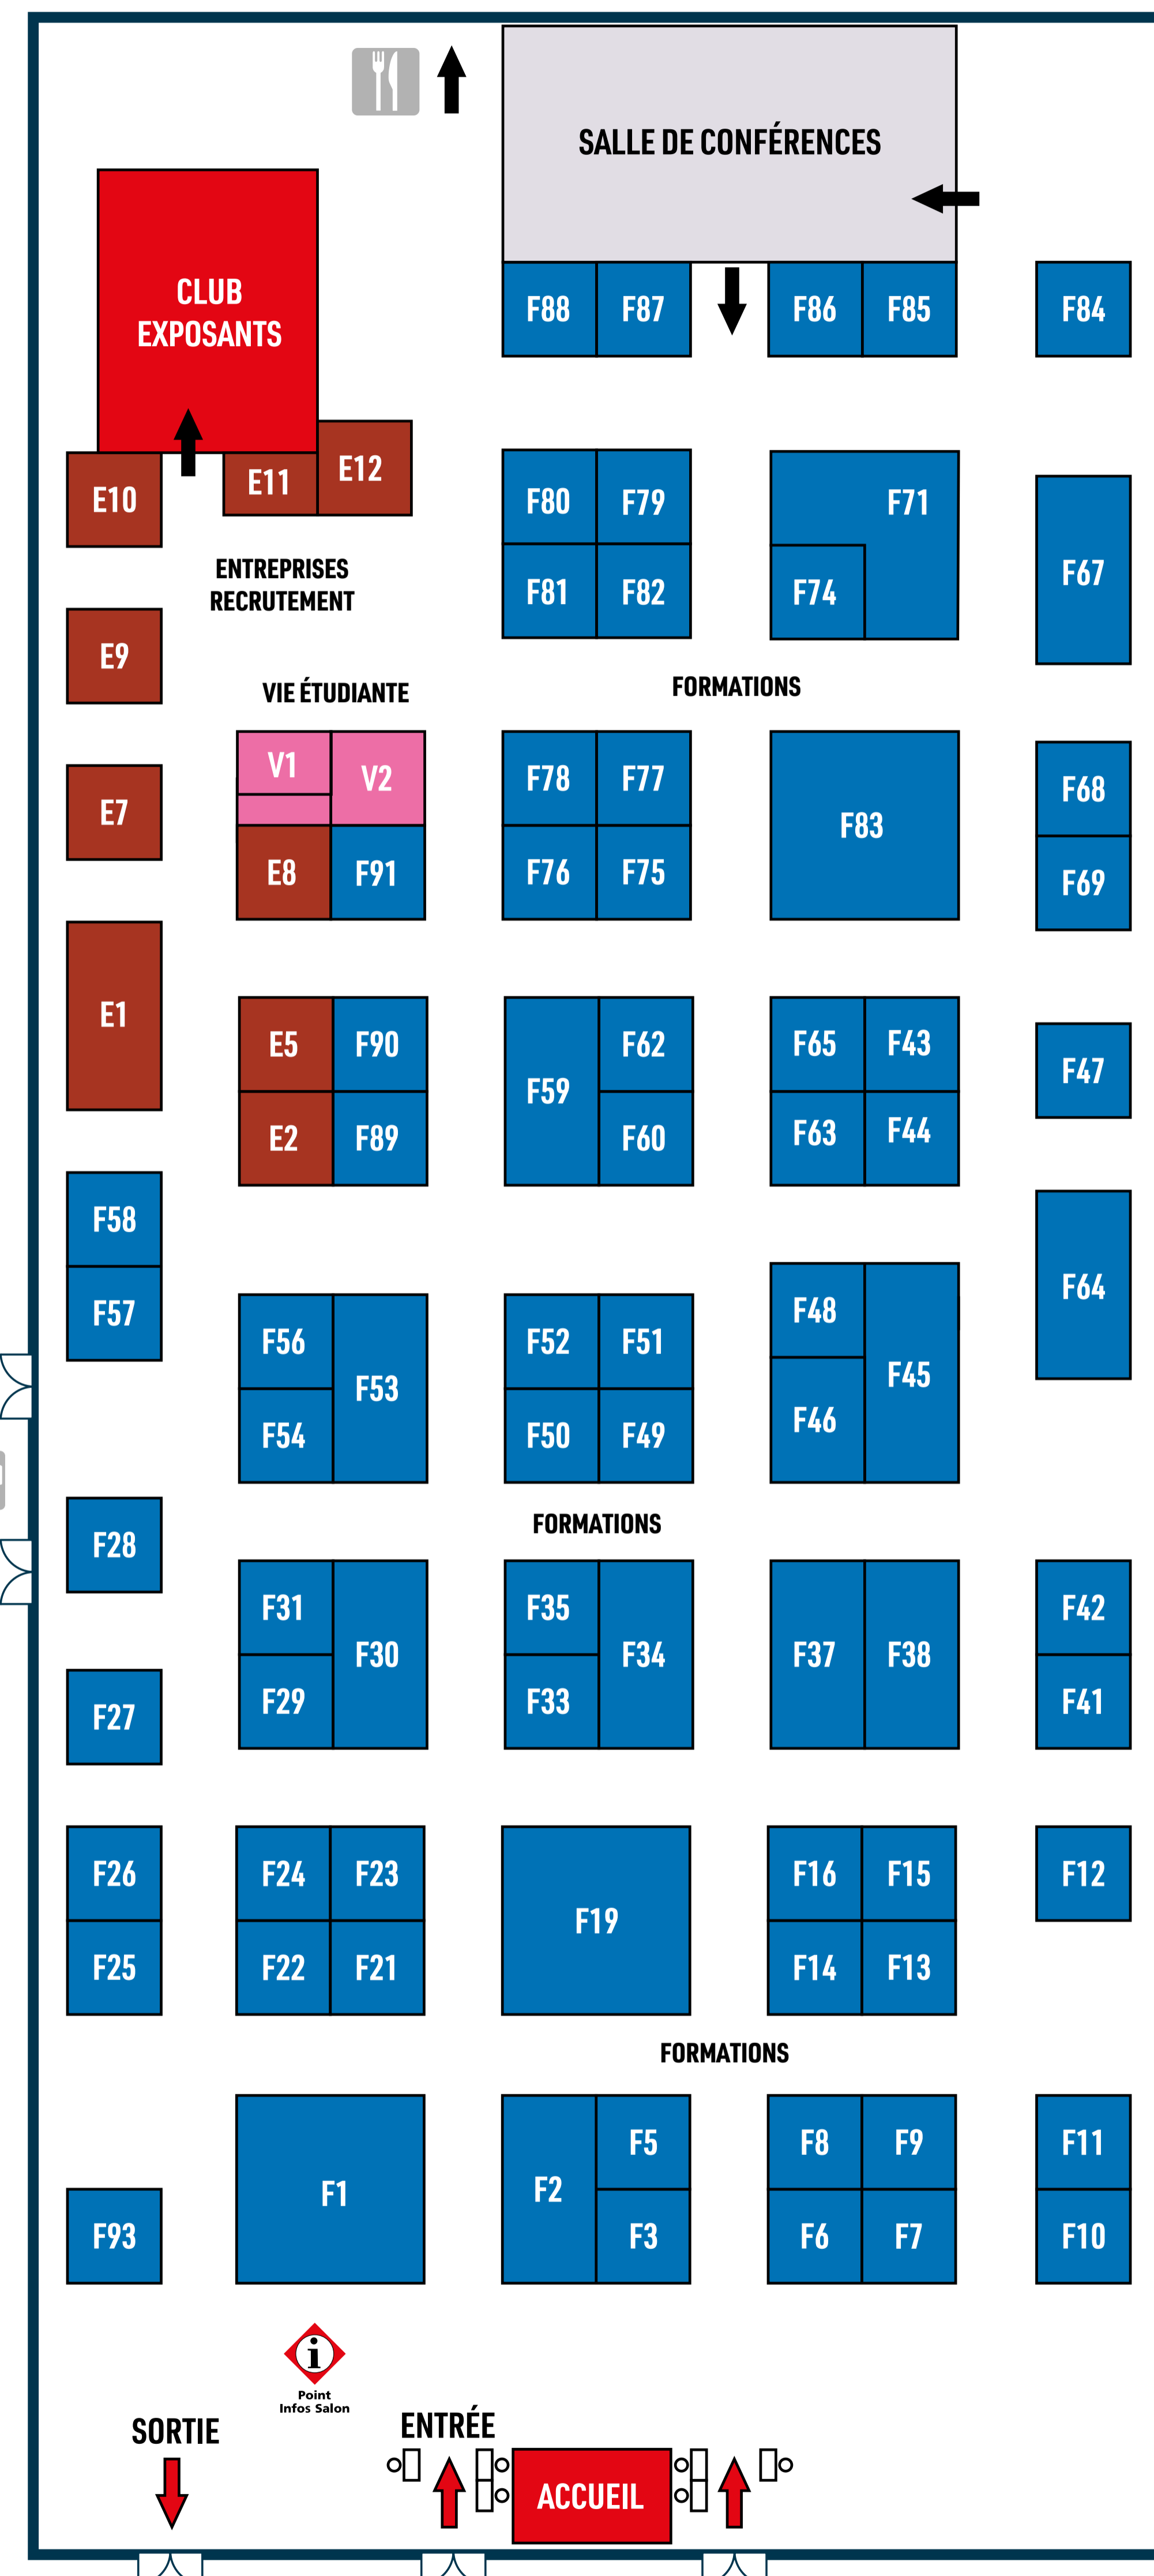 SALLE DE CONFÉRENCES
CLUB
EXPOSANTS
F88 F87 F86 F85 F84
E10 E11 E12
F80 F79 F71
F81 F82 F74 F67
ENTREPRISES
RECRUTEMENT
E9
VIE ÉTUDIANTE
FORMATIONS
V1 V2 F78 F77 F68
E7 F83
E8 F91 F76 F75 F69
E1
E5 F90 F62 F65 F43 F47
F59
E2 F89 F60 F63 F44
F58
F57 F64
F56 F52 F51 F48
F53 F45
F54 F50 F49 F46
FORMATIONS
F28
F31 F35 F42
F30 F34 F37 F38
F29 F33 F41
F27
F26 F24 F23 F16 F15 F12
F19
F25 F22 F21 F14 F13
FORMATIONS
F5 F8 F9 F11
F1 F2
F93 F3 F6 F7 F10
i
Point
Infos Salon
SORTIE
ENTRÉE
ACCUEIL